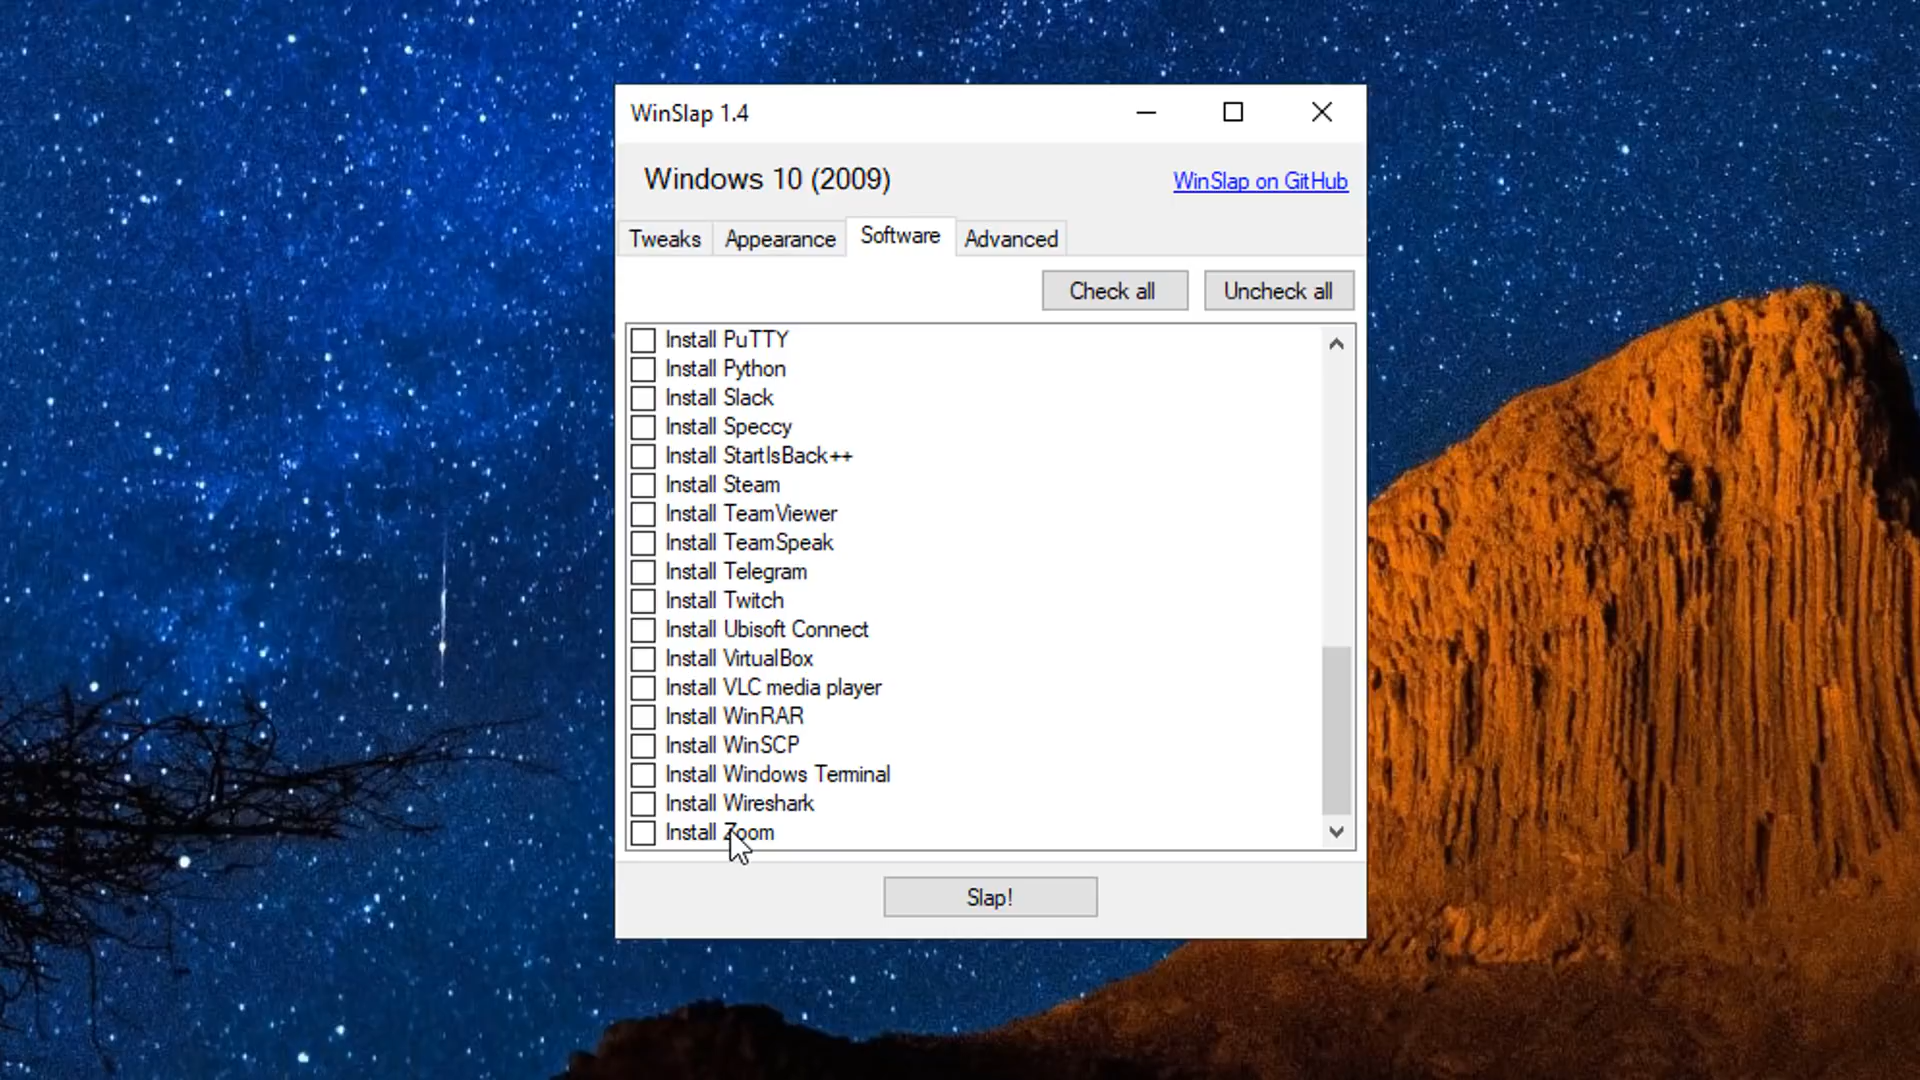 WinSlap 1.4
Windows 10 (2009)
WinSlap on GitHub
Tweaks Appearance Software Advanced
Check all Uncheck all
Install PuTTY
Install Python
Install Slack
Install Speccy
Install StartIsBack++
Install Steam
Install TeamViewer
Install TeamSpeak
Install Telegram
Install Twitch
Install Ubisoft Connect
Install VirtualBox
Install VLC media player
Install WinRAR
Install WinSCP
Install Windows Terminal
Install Wireshark
Install Zoom
Slap!